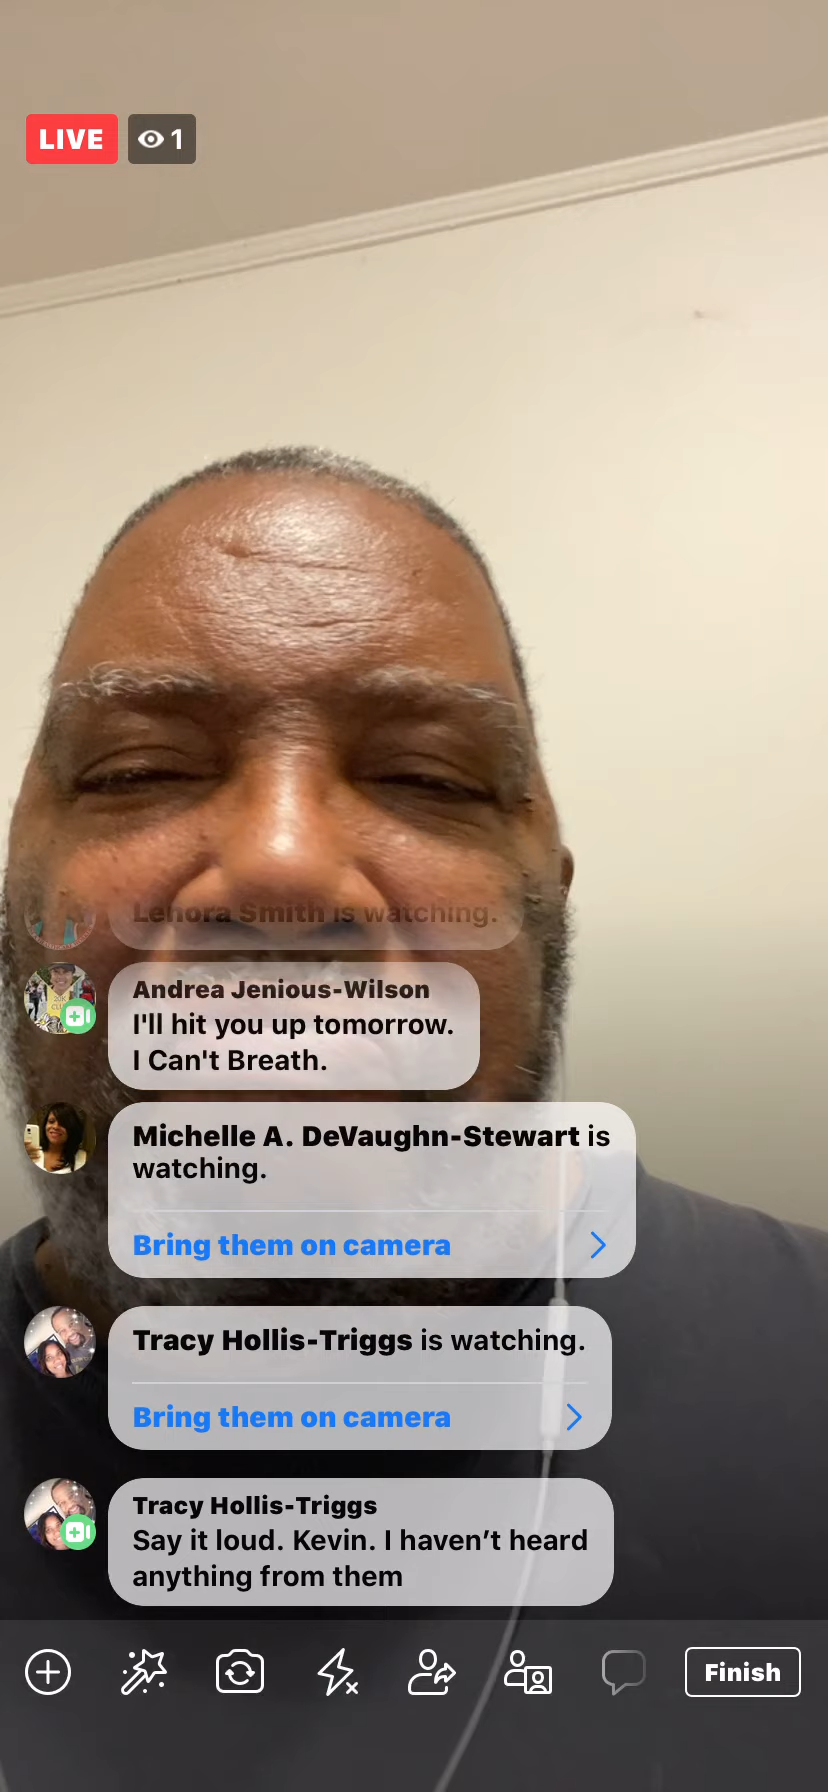 LIVE 1
Lenora Smith is watching.
Andrea Jenious-Wilson
I'll hit you up tomorrow.
I Can't Breath.
Michelle A. DeVaughn-Stewart is
watching.
Bring them on camera
Tracy Hollis-Triggs is watching.
Bring them on camera
Tracy Hollis-Triggs
Say it loud. Kevin. I haven’t heard
anything from them
Finish